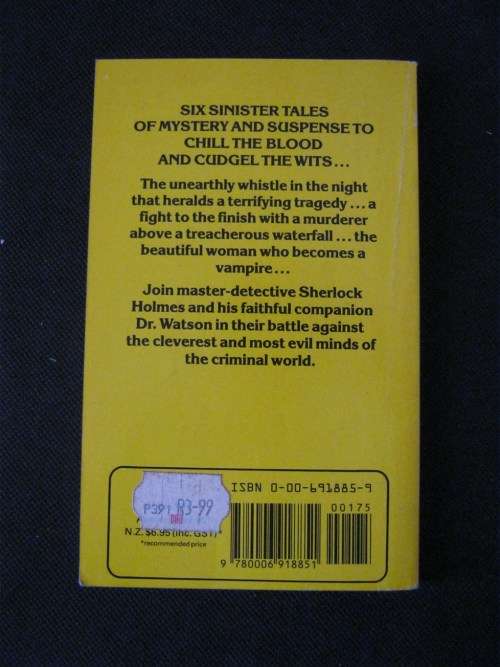 SIX SINISTER TALES
OF MYSTERY AND SUSPENSE TO
CHILL THE BLOOD
AND CUDGEL THE WITS...
The unearthly whistle in the night
that heralds a terrifying tragedy...a
fight to the finish with a murderer
above a treacherous waterfall...the
beautiful woman who becomes a
vampire...
Join master-detective Sherlock
Holmes and his faithful companion
Dr. Watson in their battle against
the cleverest and most evil minds of
the criminal world.
ISBN 0-00-691885-9
P391 R3-99
00175
N.Z. $6.95 (inc. GST)*
*recommended price
9 780006 918851